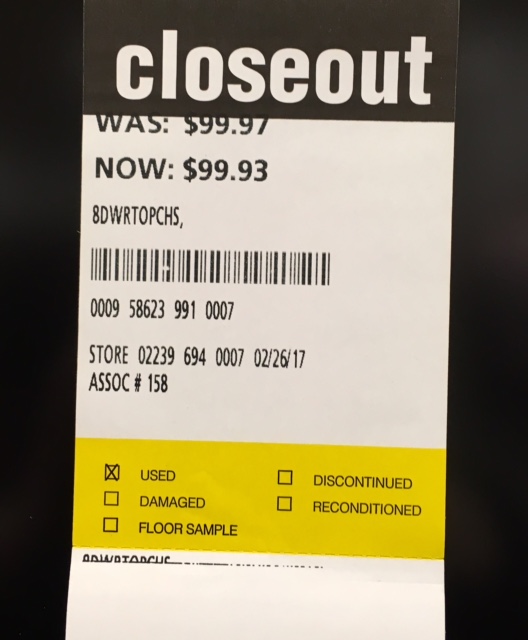 closeout
WAS: $99.97
NOW: $99.93
8DWRTOPCHS,
0009 58623 991 0007
STORE 02239 694 0007 02/26/17
ASSOC # 158
USED
DISCONTINUED
DAMAGED
RECONDITIONED
FLOOR SAMPLE
8DWRTOPCHS